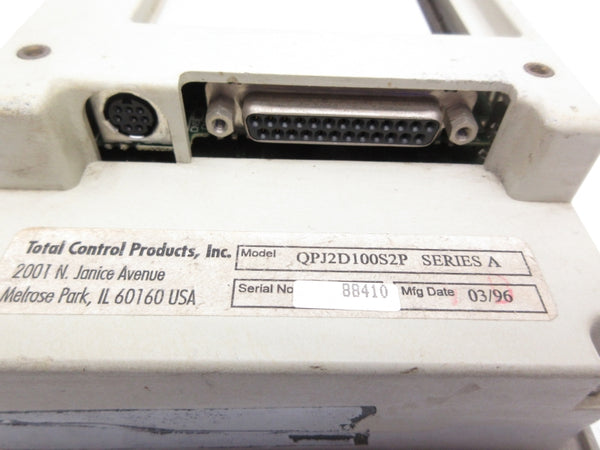 Total Control Products, Inc.
2001 N. Janice Avenue
Melrose Park, IL 60160 USA
Model QPJ2D100S2P SERIES A
Serial No 88410 Mfg Date 03/96